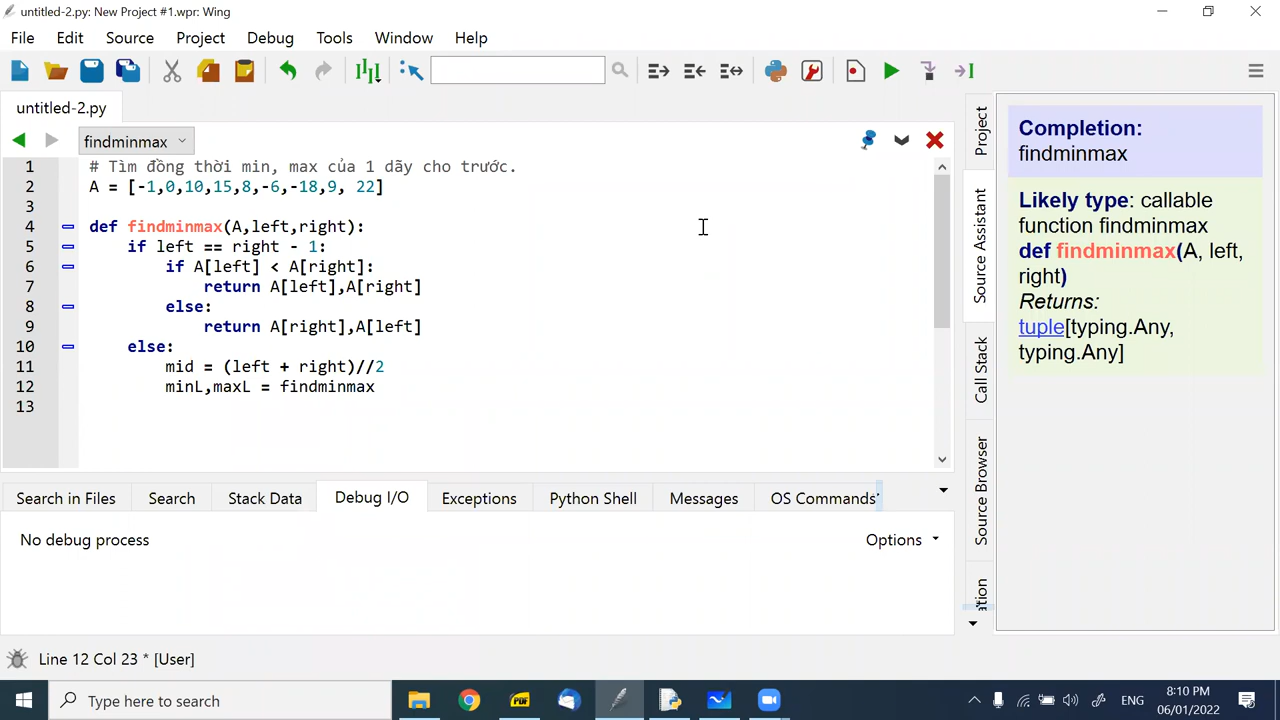 untitled-2.py: New Project #1.wpr: Wing
File Edit Source Project Debug Tools Window Help
untitled-2.py
findminmax
1 # Tìm đồng thời min, max của 1 dãy cho trước.
2 A = [-1,0,10,15,8,-6,-18,9, 22]
3
4 def findminmax(A,left,right):
5 if left == right - 1:
6 if A[left] < A[right]:
7 return A[left],A[right]
8 else:
9 return A[right],A[left]
10 else:
11 mid = (left + right)//2
12 minL,maxL = findminmax
13
Project
Source Assistant
Call Stack
Source Browser
Completion:
findminmax
Likely type: callable
function findminmax
def findminmax(A, left,
right)
Returns:
tuple[typing.Any,
typing.Any]
Search in Files Search Stack Data Debug I/O Exceptions Python Shell Messages OS Commands
No debug process
Options
Line 12 Col 23 * [User]
Type here to search
PDF
ENG
8:10 PM
06/01/2022